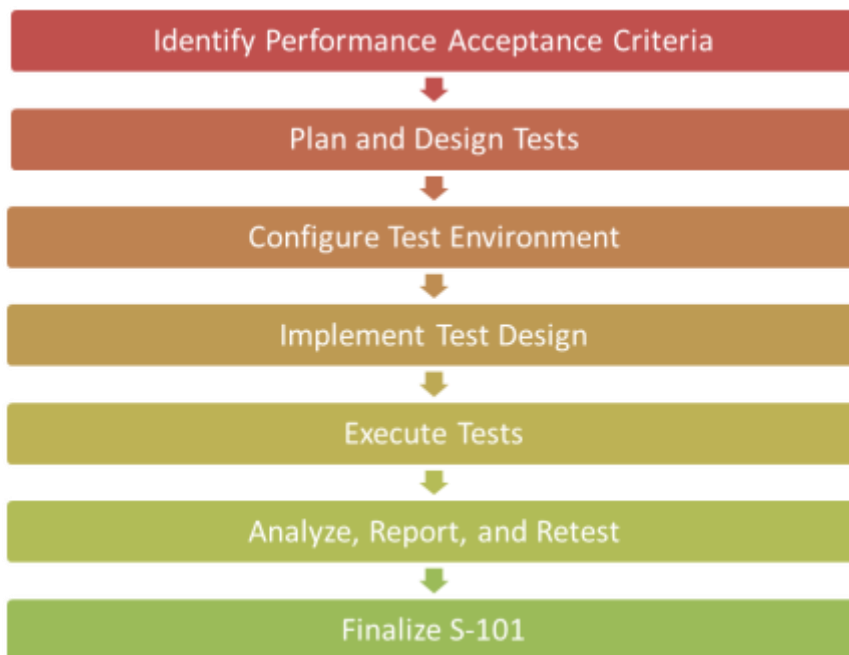 Identify Performance Acceptance Criteria
Plan and Design Tests
Configure Test Environment
Implement Test Design
Execute Tests
Analyze, Report, and Retest
Finalize S-101